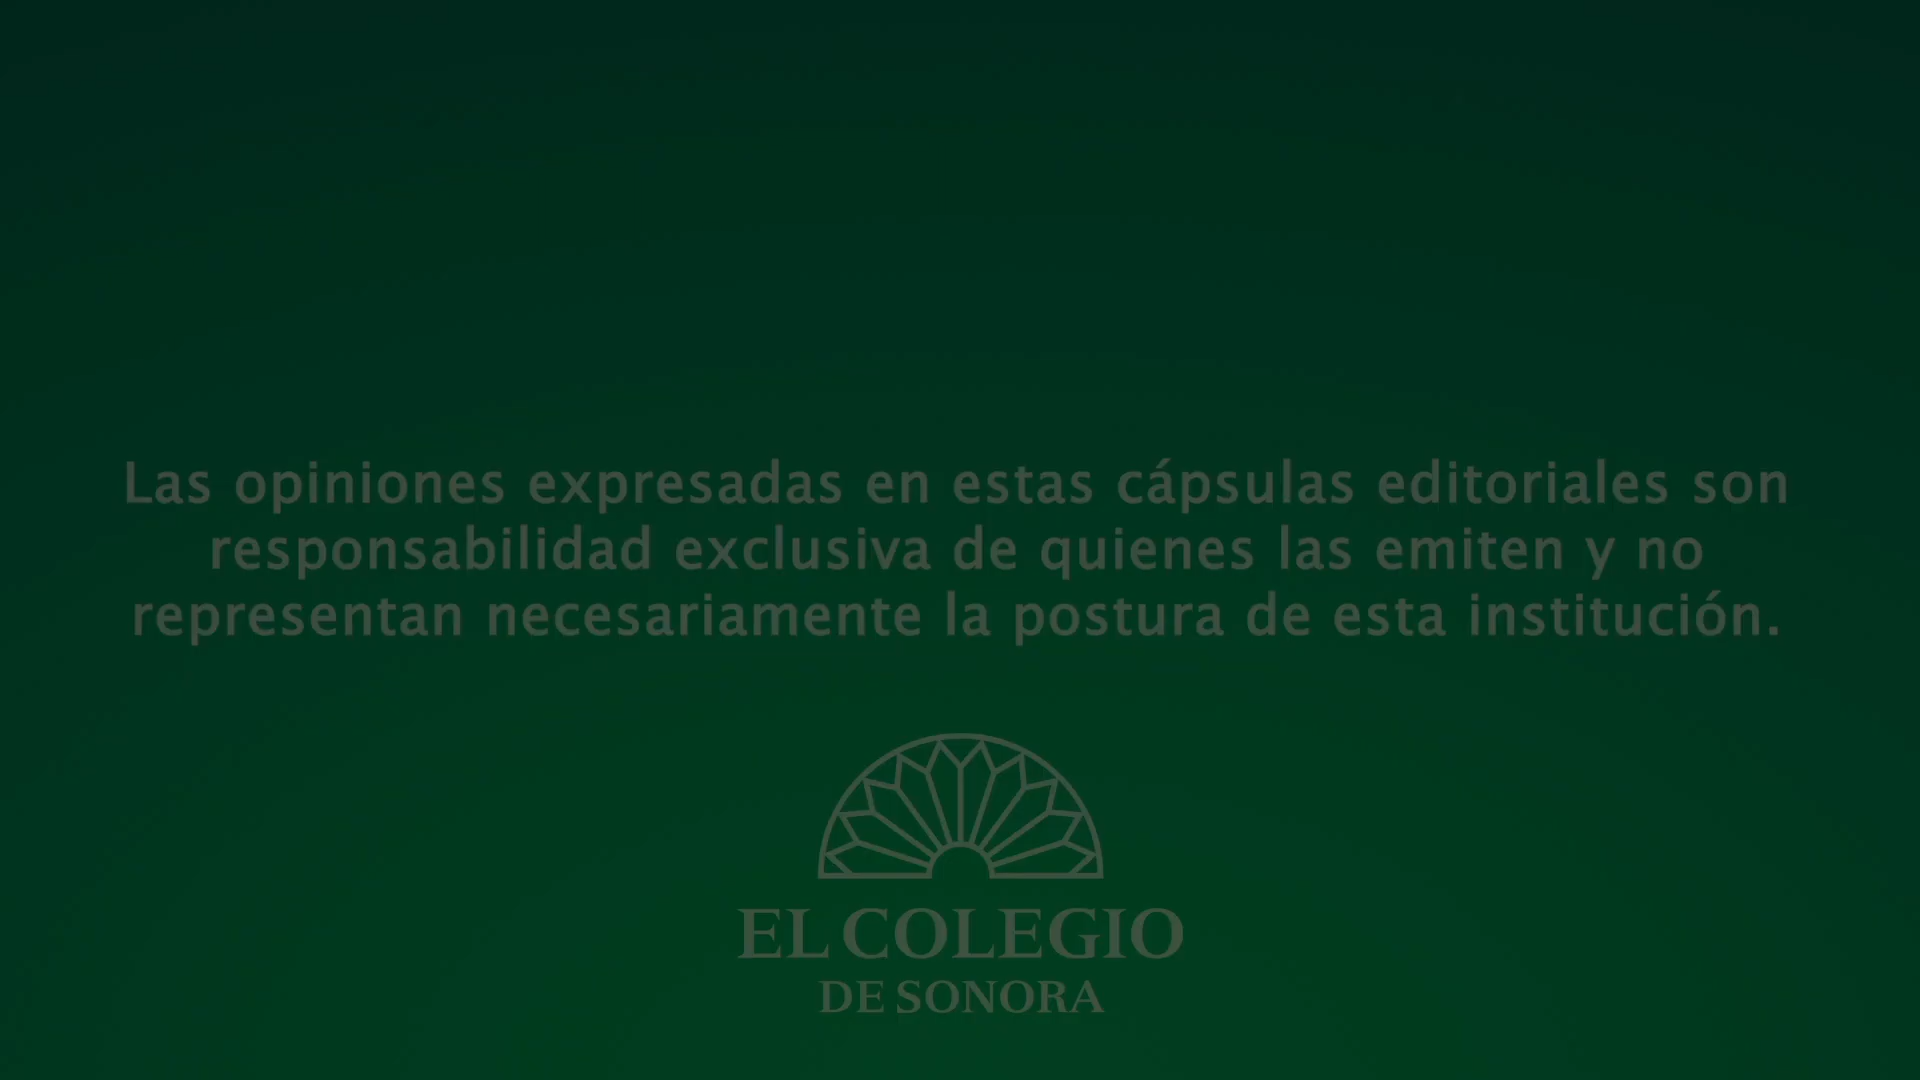 Las opiniones expresadas en estas cápsulas editoriales son
responsabilidad exclusiva de quienes las emiten y no
representan necesariamente la postura de esta institución.
EL COLEGIO
DE SONORA